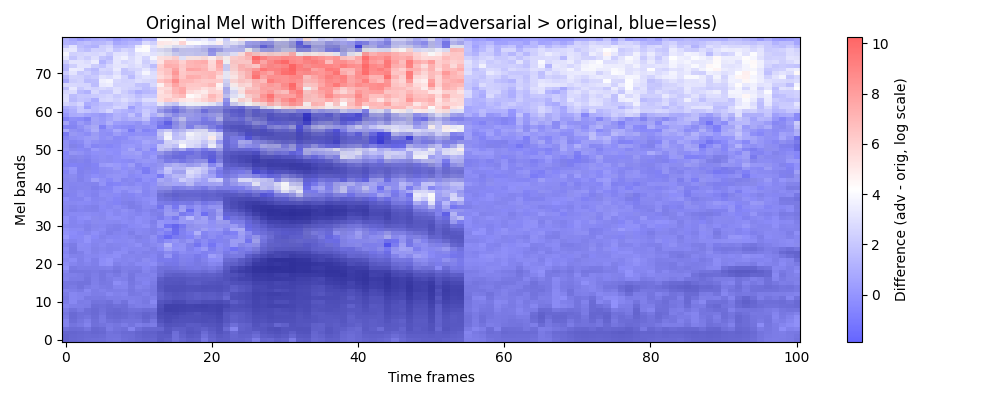 Original Mel with Differences (red=adversarial > original, blue=less)
Mel bands
70
60
50
40
30
20
10
0
0 20 40 60 80 100
Time frames
10
8
6
4
2
0
Difference (adv - orig, log scale)